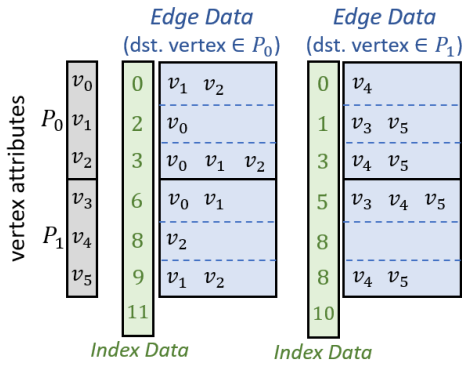 Edge Data Edge Data
(dst. vertex ∈ P₀) (dst. vertex ∈ P₁)
vertex attributes
P₀
P₁
v₀ 0 v₁ v₂ 0 v₄
v₁ 2 v₀ 1 v₃ v₅
v₂ 3 v₀ v₁ v₂ 3 v₄ v₅
v₃ 6 v₀ v₁ 5 v₃ v₄ v₅
v₄ 8 v₂ 8
v₅ 9 v₁ v₂ 8 v₄ v₅
11 10
Index Data Index Data